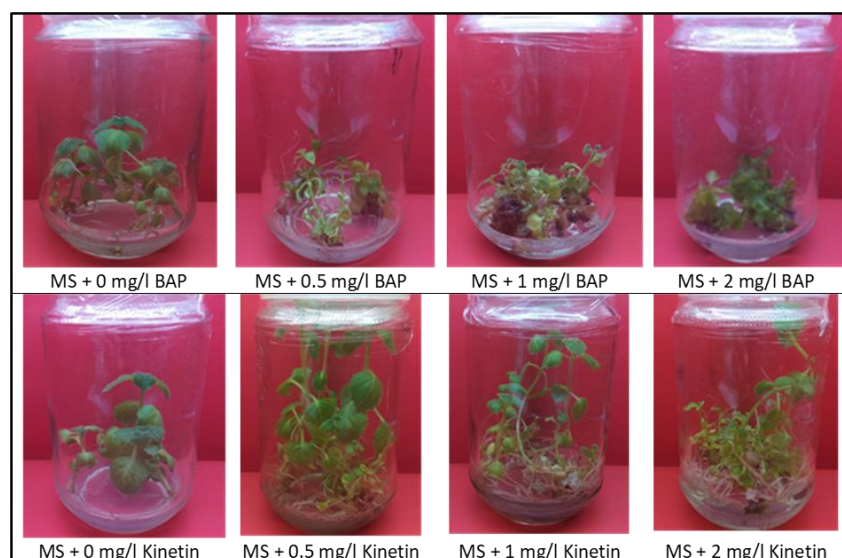 MS + 0 mg/l BAP
MS + 0.5 mg/l BAP
MS + 1 mg/l BAP
MS + 2 mg/l BAP
MS + 0 mg/l Kinetin
MS + 0.5 mg/l Kinetin
MS + 1 mg/l Kinetin
MS + 2 mg/l Kinetin